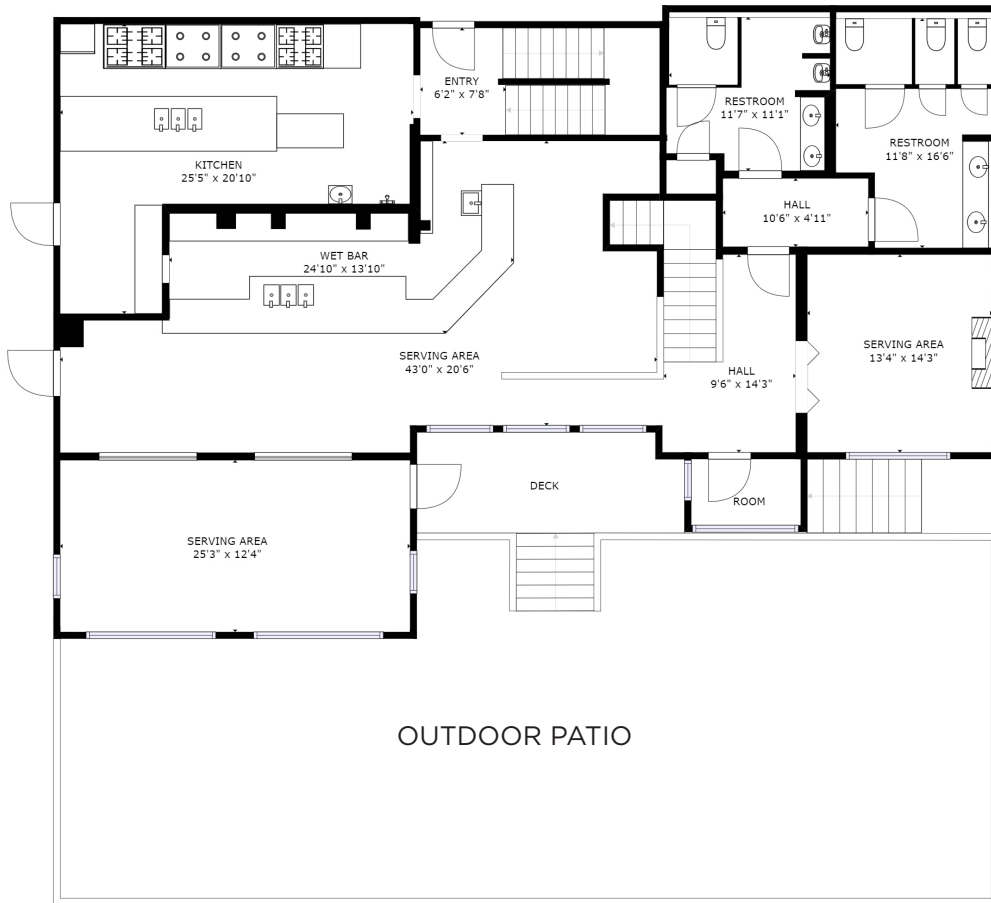 ENTRY
6'2" x 7'8"
RESTROOM
11'7" x 11'1"
RESTROOM
11'8" x 16'6"
KITCHEN
25'5" x 20'10"
HALL
10'6" x 4'11"
WET BAR
24'10" x 13'10"
SERVING AREA
43'0" x 20'6"
HALL
9'6" x 14'3"
SERVING AREA
13'4" x 14'3"
DECK
ROOM
SERVING AREA
25'3" x 12'4"
OUTDOOR PATIO